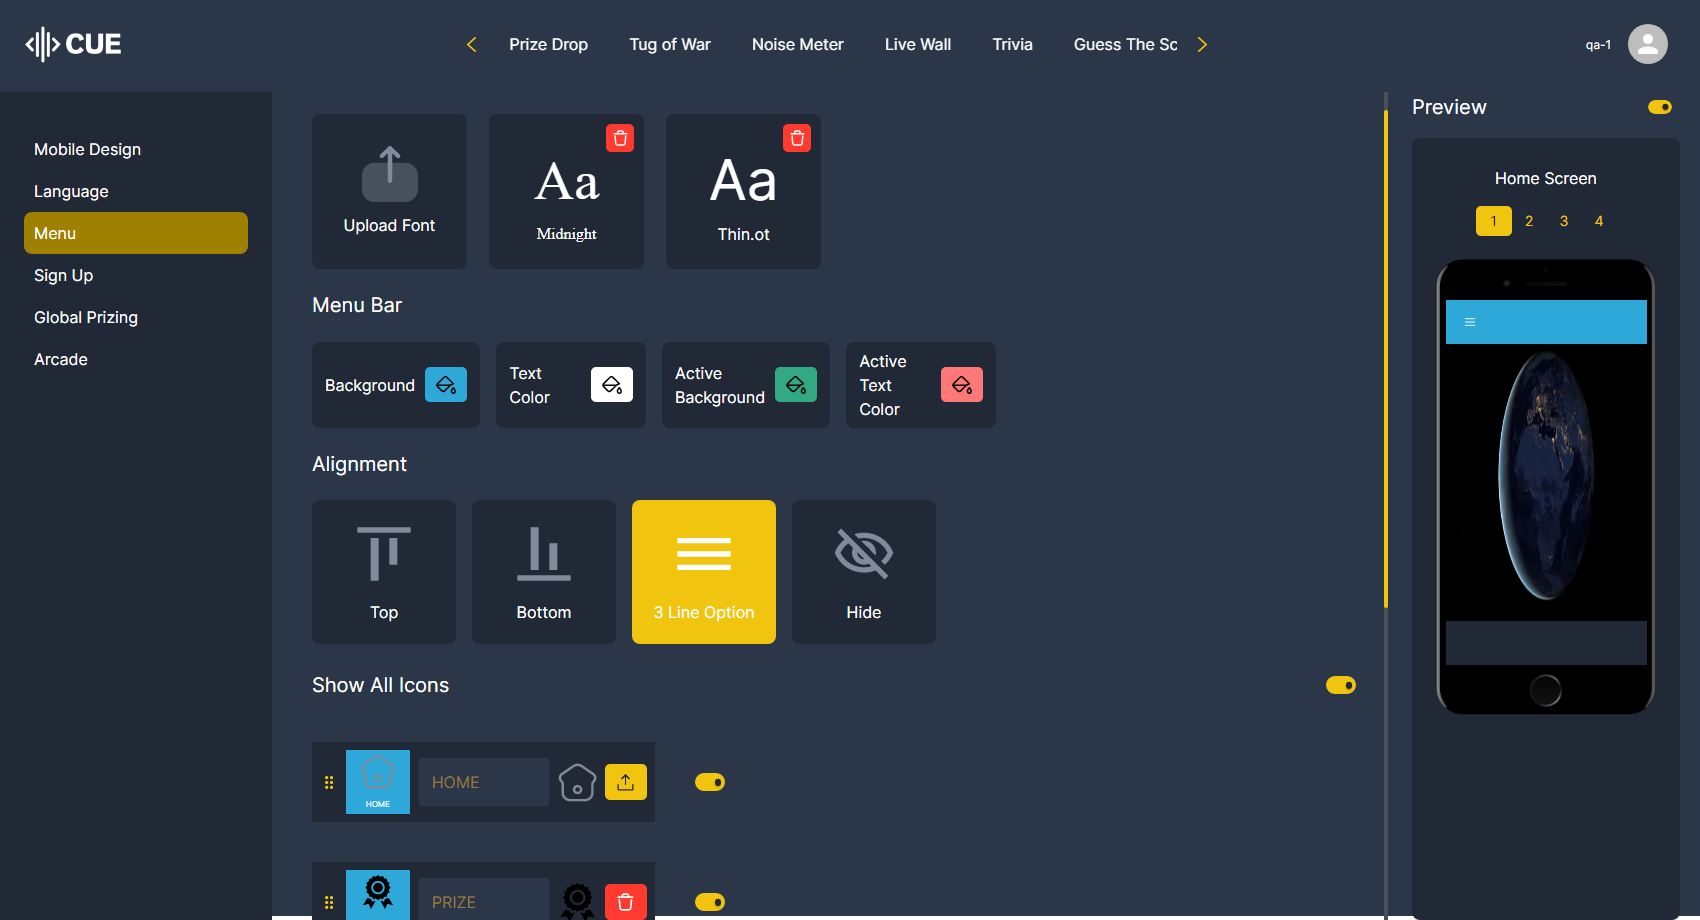 CUE
Prize Drop
Tug of War
Noise Meter
Live Wall
Trivia
Guess The Sc
qa-1
Mobile Design
Language
Menu
Sign Up
Global Prizing
Arcade
Upload Font
Aa
Midnight
Aa
Thin.ot
Menu Bar
Background
Text
Color
Active
Background
Active
Text
Color
Alignment
Top
Bottom
3 Line Option
Hide
Show All Icons
HOME
HOME
PRIZE
Preview
Home Screen
1 2 3 4